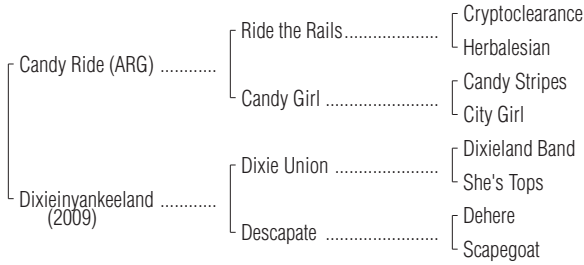 Cryptoclearance
Ride the Rails....................
Herbalesian
Candy Ride (ARG) ............
Candy Stripes
Candy Girl ........................
City Girl
Dixieland Band
Dixie Union ......................
She's Tops
Dixieinyankeeland ............
(2009)
Dehere
Descapate ........................
Scapegoat